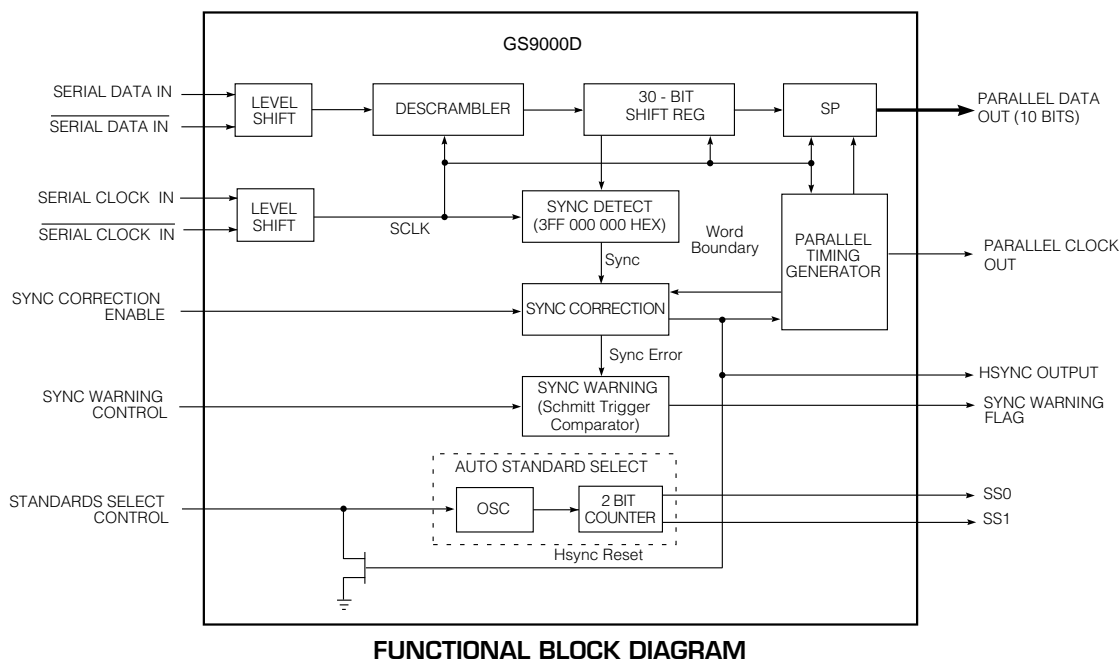 GS9000D
SERIAL DATA IN
SERIAL DATA IN
LEVEL
SHIFT
DESCRAMBLER
30 - BIT
SHIFT REG
SP
PARALLEL DATA
OUT (10 BITS)
SERIAL CLOCK IN
SERIAL CLOCK IN
LEVEL
SHIFT
SCLK
SYNC DETECT
(3FF 000 000 HEX)
Word
Boundary
PARALLEL
TIMING
GENERATOR
PARALLEL CLOCK
OUT
Sync
SYNC CORRECTION
ENABLE
SYNC CORRECTION
Sync Error
HSYNC OUTPUT
SYNC WARNING
CONTROL
SYNC WARNING
(Schmitt Trigger
Comparator)
SYNC WARNING
FLAG
AUTO STANDARD SELECT
STANDARDS SELECT
CONTROL
OSC
2 BIT
COUNTER
SS0
SS1
Hsync Reset
FUNCTIONAL BLOCK DIAGRAM